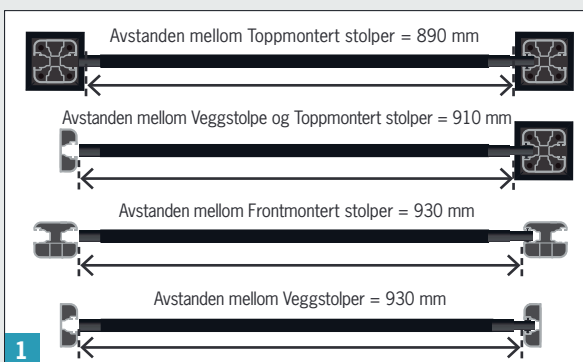 Avstanden mellom Toppmontert stolper = 890 mm
Avstanden mellom Veggstolpe og Toppmontert stolper = 910 mm
Avstanden mellom Frontmontert stolper = 930 mm
Avstanden mellom Veggstolper = 930 mm
1